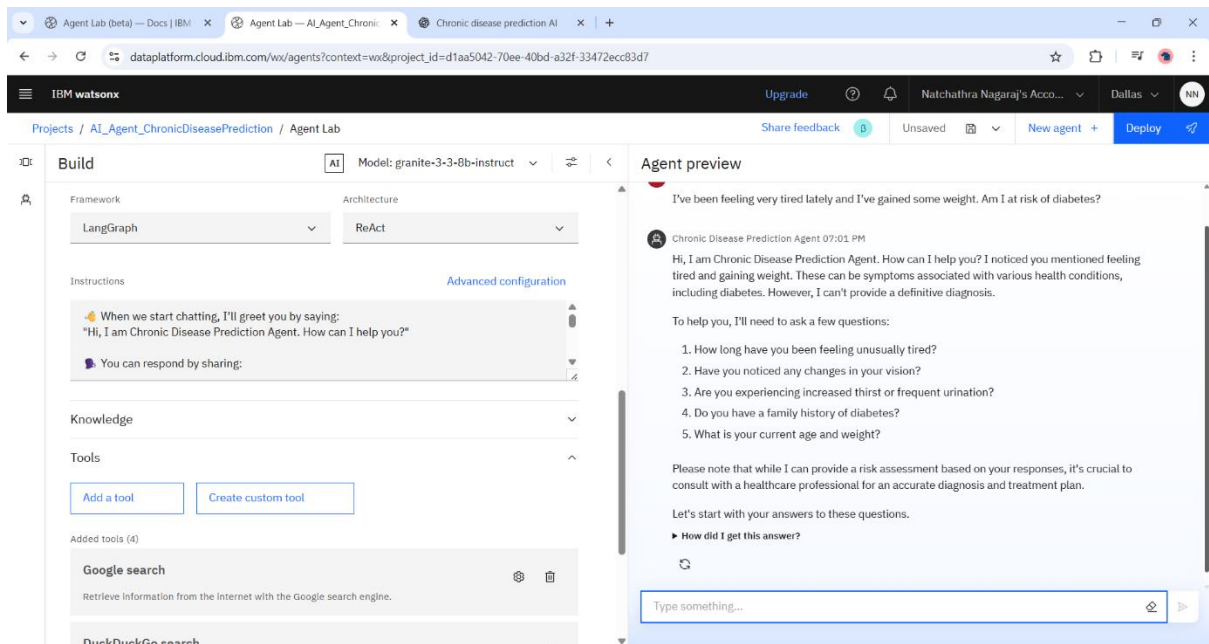 Agent Lab (beta) — Docs | IBM
Agent Lab — AI_Agent_Chronic
Chronic disease prediction AI
dataplatform.cloud.ibm.com/wx/agents?context=wx&project_id=d1aa5042-70ee-40bd-a32f-33472ecc83d7
IBM watsonx
Upgrade
Natchathra Nagaraj's Acco...
Dallas
NN
Projects / AI_Agent_ChronicDiseasePrediction / Agent Lab
Share feedback
β
Unsaved
New agent +
Deploy
Build
AI
Model: granite-3-3-8b-instruct
Framework
Architecture
LangGraph
ReAct
Instructions
Advanced configuration
When we start chatting, I'll greet you by saying:
"Hi, I am Chronic Disease Prediction Agent. How can I help you?"
You can respond by sharing:
Knowledge
Tools
Add a tool
Create custom tool
Added tools (4)
Google search
Retrieve information from the internet with the Google search engine.
DuckDuckGo search
Agent preview
I've been feeling very tired lately and I've gained some weight. Am I at risk of diabetes?
Chronic Disease Prediction Agent 07:01 PM
Hi, I am Chronic Disease Prediction Agent. How can I help you? I noticed you mentioned feeling
tired and gaining weight. These can be symptoms associated with various health conditions,
including diabetes. However, I can't provide a definitive diagnosis.
To help you, I'll need to ask a few questions:
1. How long have you been feeling unusually tired?
2. Have you noticed any changes in your vision?
3. Are you experiencing increased thirst or frequent urination?
4. Do you have a family history of diabetes?
5. What is your current age and weight?
Please note that while I can provide a risk assessment based on your responses, it's crucial to
consult with a healthcare professional for an accurate diagnosis and treatment plan.
Let's start with your answers to these questions.
How did I get this answer?
Type something...